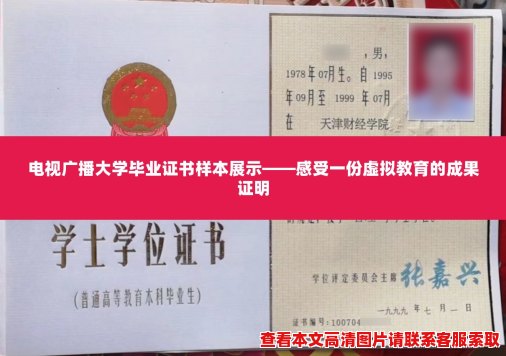 ，男，
1978 年 07月 生。自 1995
年 09月 至 1999 年 07月
在 天津财经学院
电视广播大学毕业证书样本展示——感受一份虚拟教育的成果
证明
学士学位证书
（普通高等教育本科毕业生）
学位评定委员会主席 张嘉兴
一九九九 年 七 月 一 日
证书编号：100704
查看本文高清图片请联系客服索取